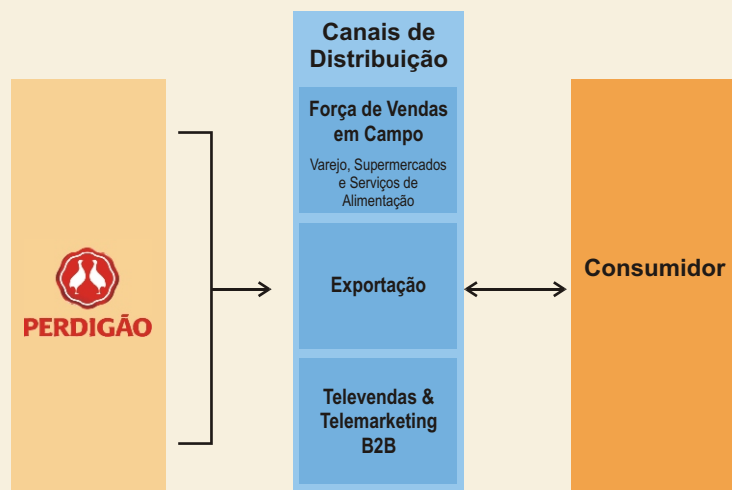 Canais de
Distribuição
Força de Vendas
em Campo
Varejo, Supermercados
e Serviços de
Alimentação
PERDIGÃO
Exportação
Consumidor
Televendas &
Telemarketing
B2B